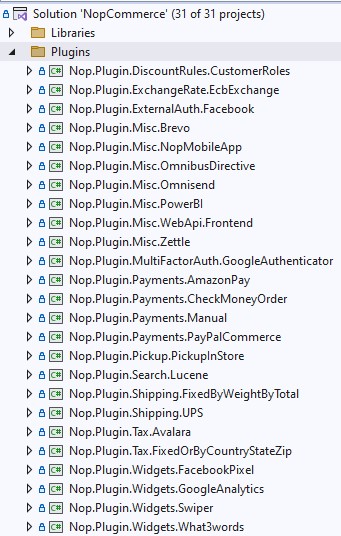 Solution 'NopCommerce' (31 of 31 projects)
Libraries
Plugins
C# Nop.Plugin.DiscountRules.CustomerRoles
C# Nop.Plugin.ExchangeRate.EcbExchange
C# Nop.Plugin.ExternalAuth.Facebook
C# Nop.Plugin.Misc.Brevo
C# Nop.Plugin.Misc.NopMobileApp
C# Nop.Plugin.Misc.OmnibusDirective
C# Nop.Plugin.Misc.Omnisend
C# Nop.Plugin.Misc.PowerBI
C# Nop.Plugin.Misc.WebApi.Frontend
C# Nop.Plugin.Misc.Zettle
C# Nop.Plugin.MultiFactorAuth.GoogleAuthenticator
C# Nop.Plugin.Payments.AmazonPay
C# Nop.Plugin.Payments.CheckMoneyOrder
C# Nop.Plugin.Payments.Manual
C# Nop.Plugin.Payments.PayPalCommerce
C# Nop.Plugin.Pickup.PickupInStore
C# Nop.Plugin.Search.Lucene
C# Nop.Plugin.Shipping.FixedByWeightByTotal
C# Nop.Plugin.Shipping.UPS
C# Nop.Plugin.Tax.Avalara
C# Nop.Plugin.Tax.FixedOrByCountryStateZip
C# Nop.Plugin.Widgets.FacebookPixel
C# Nop.Plugin.Widgets.GoogleAnalytics
C# Nop.Plugin.Widgets.Swiper
C# Nop.Plugin.Widgets.What3words